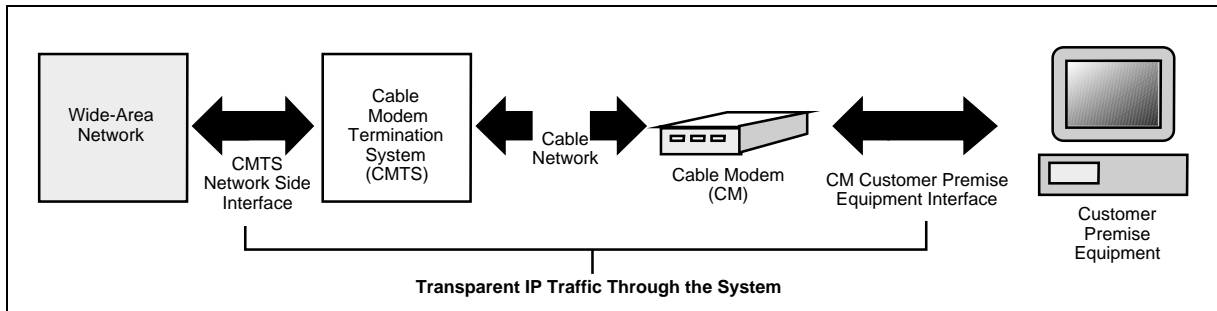 Wide-Area
Network
CMTS
Network Side
Interface
Cable
Modem
Termination
System
(CMTS)
Cable
Network
Cable Modem
(CM)
CM Customer Premise
Equipment Interface
Customer
Premise
Equipment
Transparent IP Traffic Through the System